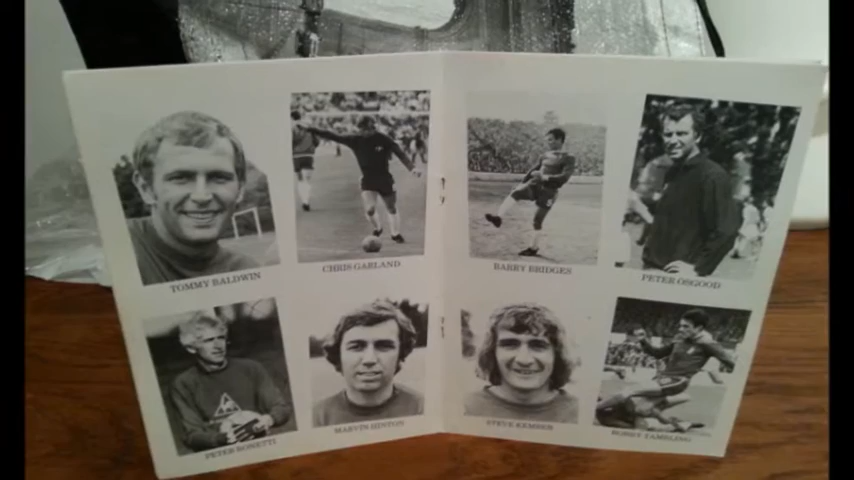 TOMMY BALDWIN
CHRIS GARLAND
BARRY BRIDGES
PETER OSGOOD
PETER BONETTI
MARVIN HINTON
STEVE KEMBER
BOBBY TAMBLING